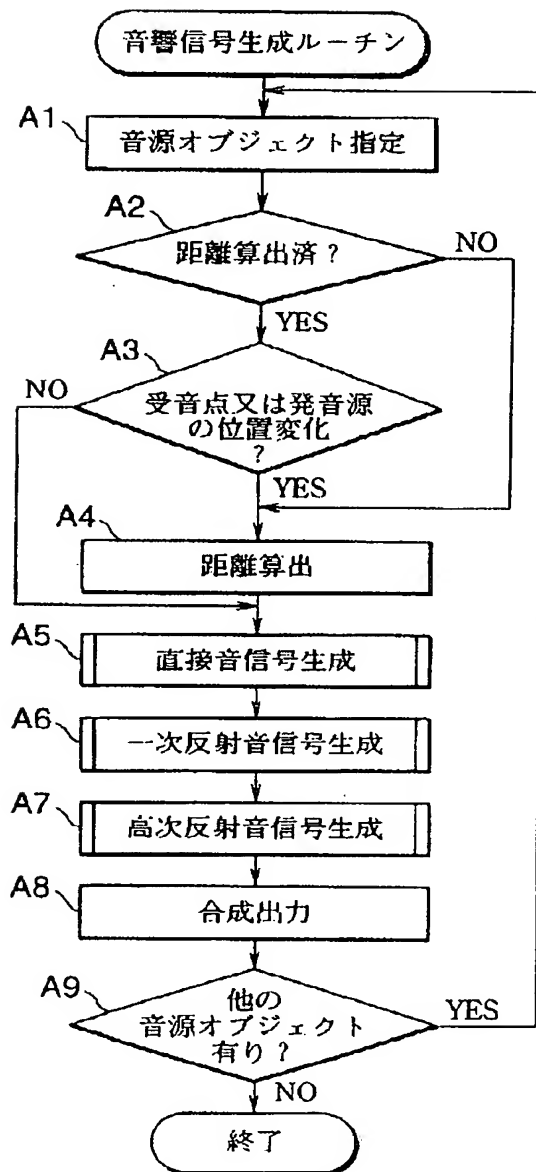 音響信号生成ルーチン
A1
音源オブジェクト指定
A2
距離算出済?
NO
YES
A3
NO
受音点又は発音源
の位置変化
?
YES
A4
距離算出
A5
直接音信号生成
A6
一次反射音信号生成
A7
高次反射音信号生成
A8
合成出力
A9
他の
音源オブジェクト
有り?
YES
NO
終了